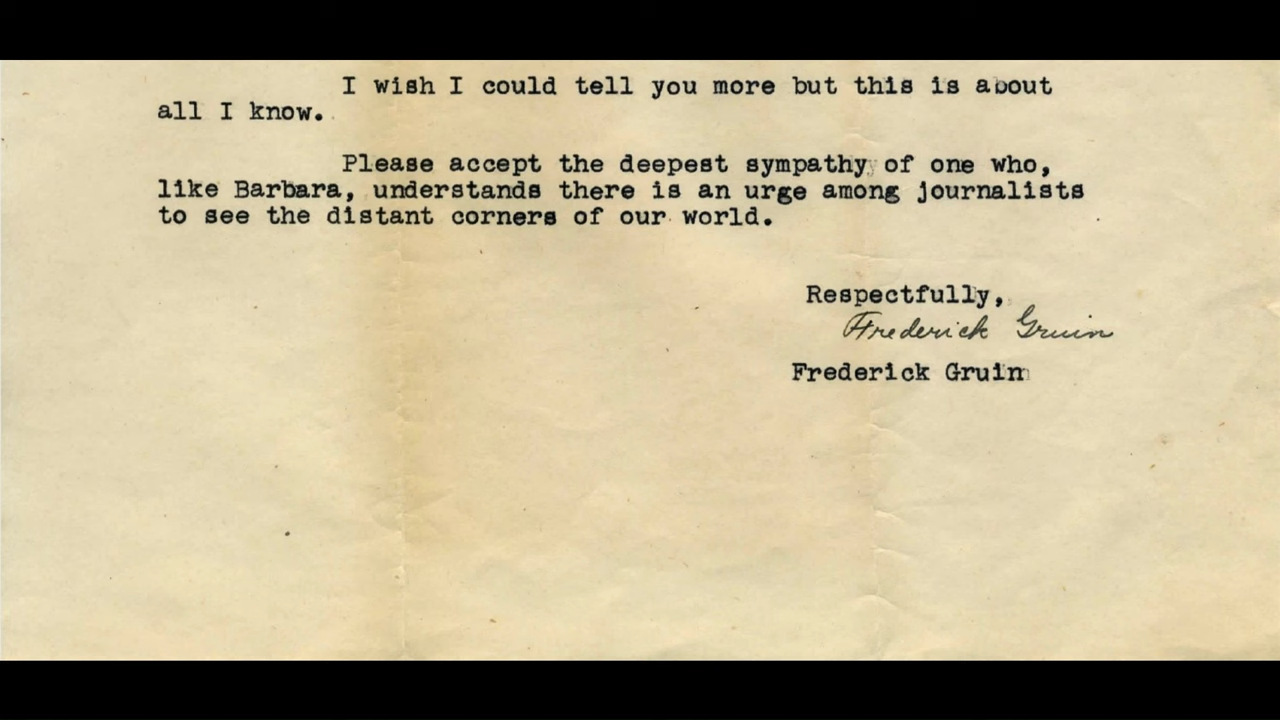 I wish I could tell you more but this is about
all I know.
Please accept the deepest sympathy of one who,
like Barbara, understands there is an urge among journalists
to see the distant corners of our world.
Respectfully,
Frederick Gruin
Frederick Gruin